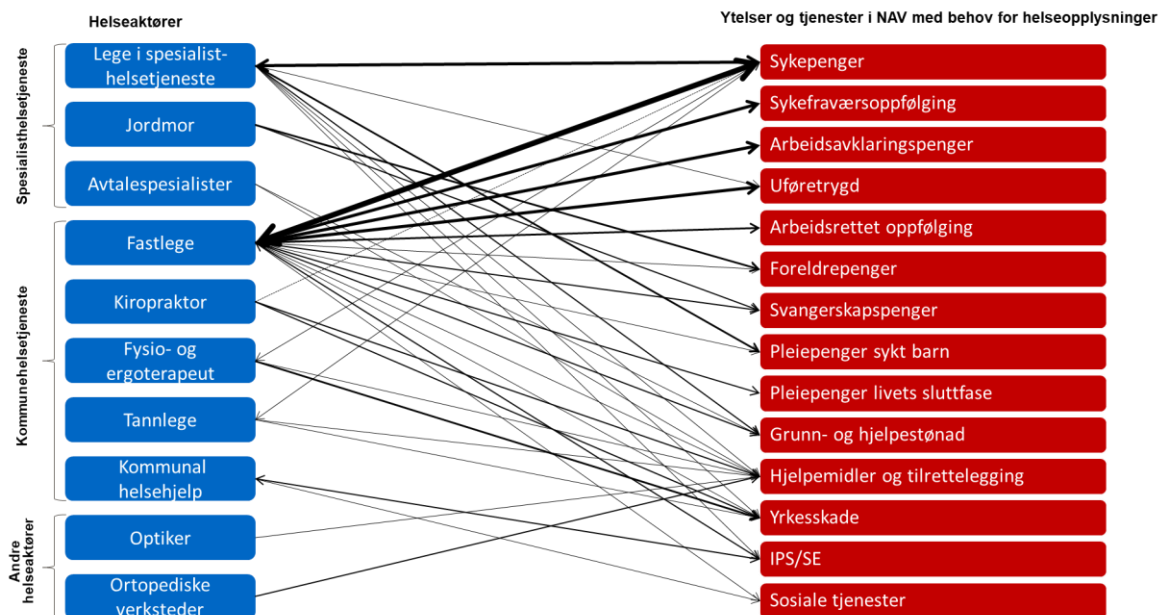 Helseaktører
Ytelser og tjenester i NAV med behov for helseopplysninger
Spesialisthelsetjeneste
Lege i spesialist-
helsetjeneste
Jordmor
Avtalespesialister
Kommunehelsetjeneste
Fastlege
Kiropraktor
Fysio- og
ergoterapeut
Tannlege
Kommunal
helsehjelp
Andre
helseaktører
Optiker
Ortopediske
verksteder
Sykepenger
Sykefraværsoppfølging
Arbeidsavklaringspenger
Uføretrygd
Arbeidsrettet oppfølging
Foreldrepenger
Svangerskapspenger
Pleiepenger sykt barn
Pleiepenger livets sluttfase
Grunn- og hjelpestønad
Hjelpemidler og tilrettelegging
Yrkesskade
IPS/SE
Sosiale tjenester